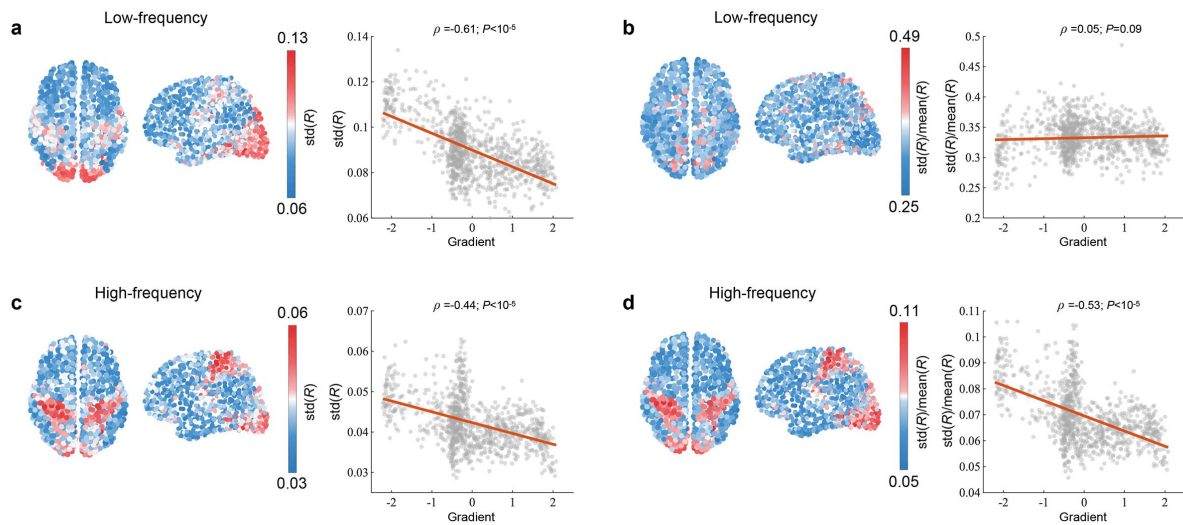 a
Low-frequency
0.13
std(R)
0.06
ρ =-0.61; P<10-5
std(R)
0.14
0.12
0.1
0.08
0.06
-2 -1 0 1 2
Gradient
b
Low-frequency
0.49
std(R)/mean(R)
0.25
ρ =0.05; P=0.09
std(R)/mean(R)
0.5
0.45
0.4
0.35
0.3
0.25
0.2
-2 -1 0 1 2
Gradient
c
High-frequency
0.06
std(R)
0.03
ρ =-0.44; P<10-5
std(R)
0.07
0.06
0.05
0.04
0.03
-2 -1 0 1 2
Gradient
d
High-frequency
0.11
std(R)/mean(R)
0.05
ρ =-0.53; P<10-5
std(R)/mean(R)
0.11
0.1
0.09
0.08
0.07
0.06
0.05
0.04
-2 -1 0 1 2
Gradient